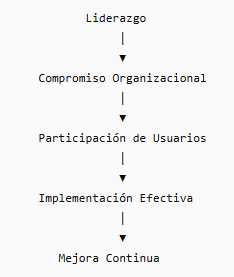 Liderazgo
Compromiso Organizacional
Participación de Usuarios
Implementación Efectiva
Mejora Continua